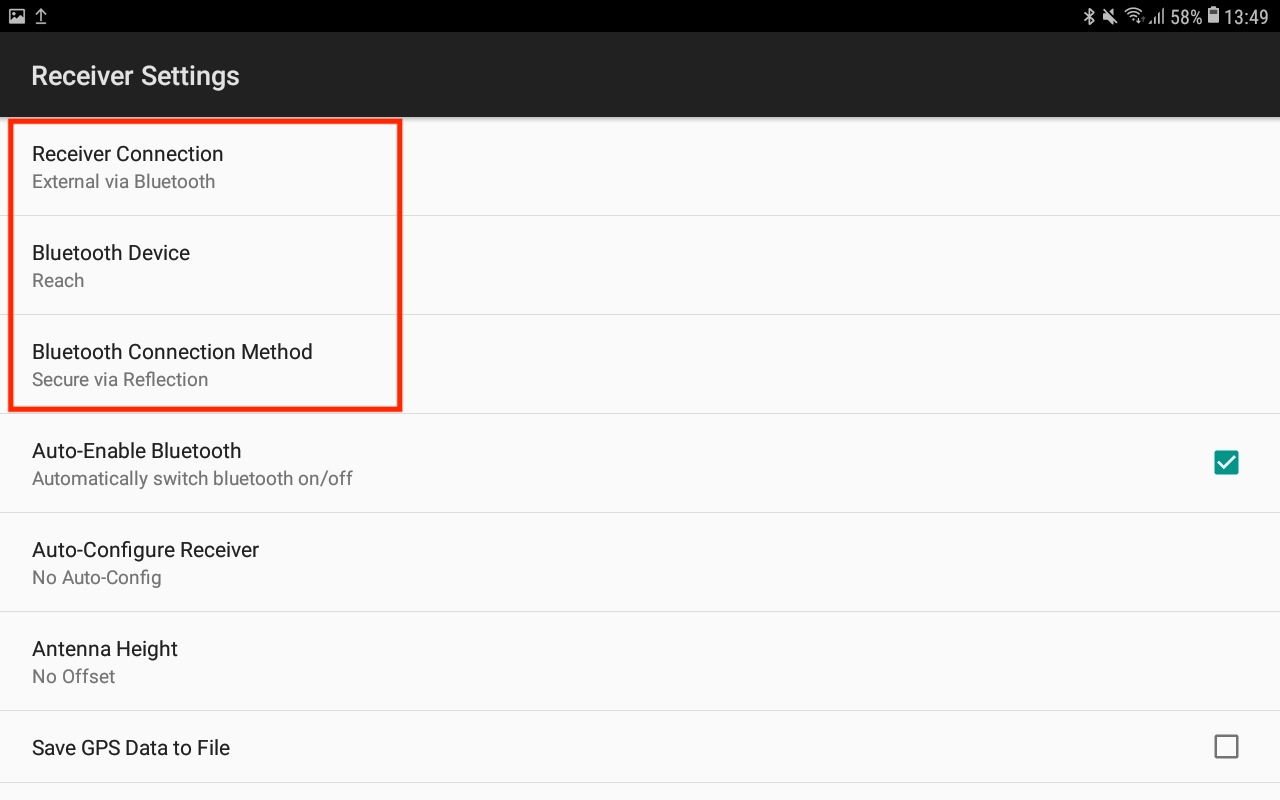 58% 13:49
Receiver Settings
Receiver Connection
External via Bluetooth
Bluetooth Device
Reach
Bluetooth Connection Method
Secure via Reflection
Auto-Enable Bluetooth
Automatically switch bluetooth on/off
Auto-Configure Receiver
No Auto-Config
Antenna Height
No Offset
Save GPS Data to File